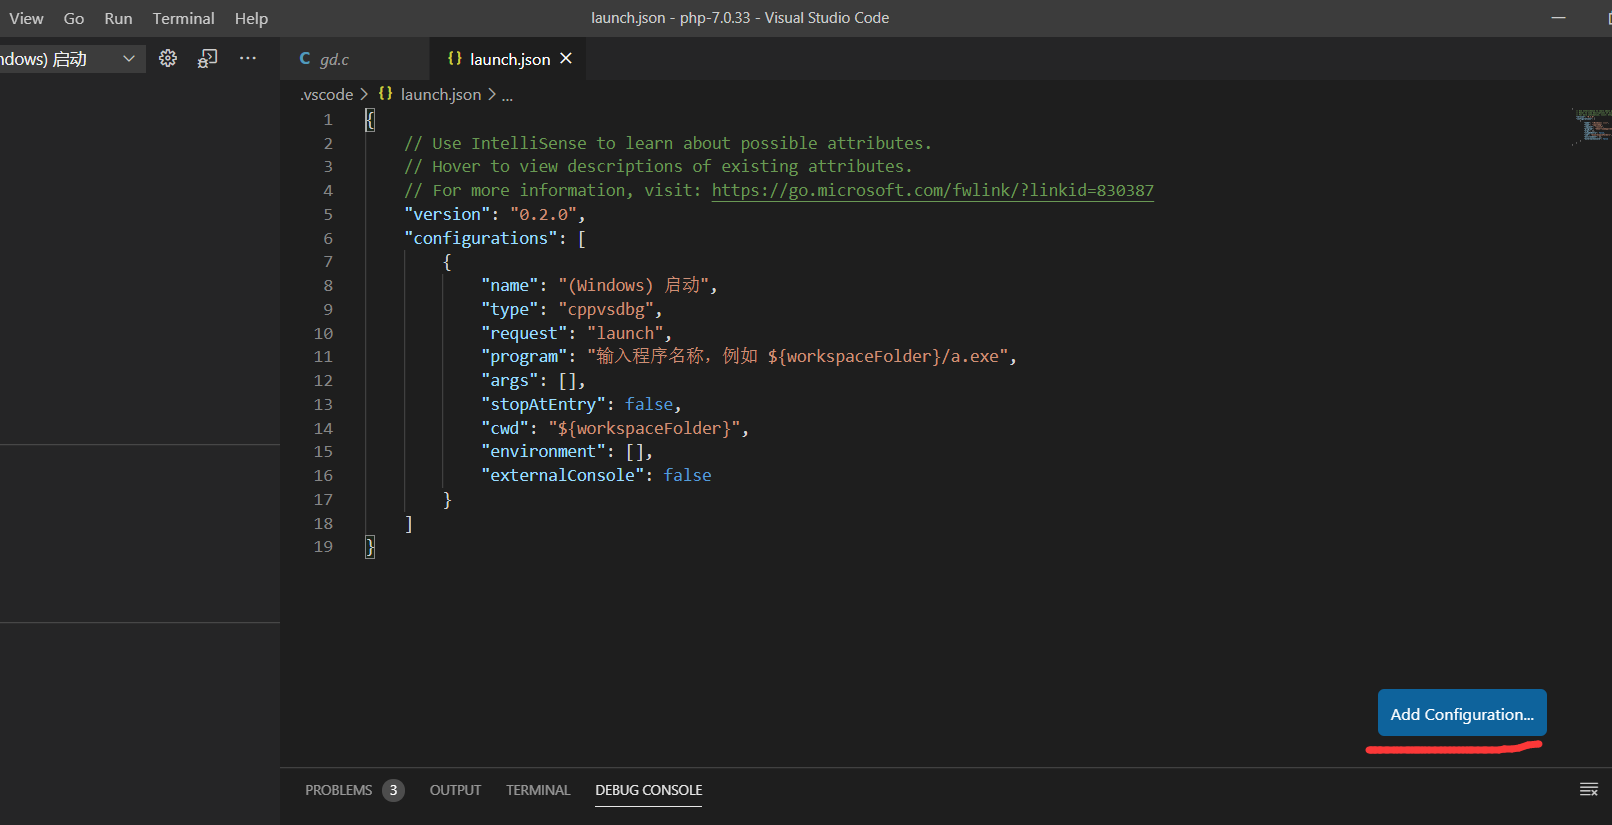 View Go Run Terminal Help
launch.json - php-7.0.33 - Visual Studio Code
ndows) 启动
gd.c
launch.json
.vscode > {} launch.json > ...
1 {
2 // Use IntelliSense to learn about possible attributes.
3 // Hover to view descriptions of existing attributes.
4 // For more information, visit: https://go.microsoft.com/fwlink/?linkid=830387
5 "version": "0.2.0",
6 "configurations": [
7 {
8 "name": "(Windows) 启动",
9 "type": "cppvsdbg",
10 "request": "launch",
11 "program": "输入程序名称，例如 ${workspaceFolder}/a.exe",
12 "args": [],
13 "stopAtEntry": false,
14 "cwd": "${workspaceFolder}",
15 "environment": [],
16 "externalConsole": false
17 }
18 ]
19 }
Add Configuration...
PROBLEMS 3 OUTPUT TERMINAL DEBUG CONSOLE